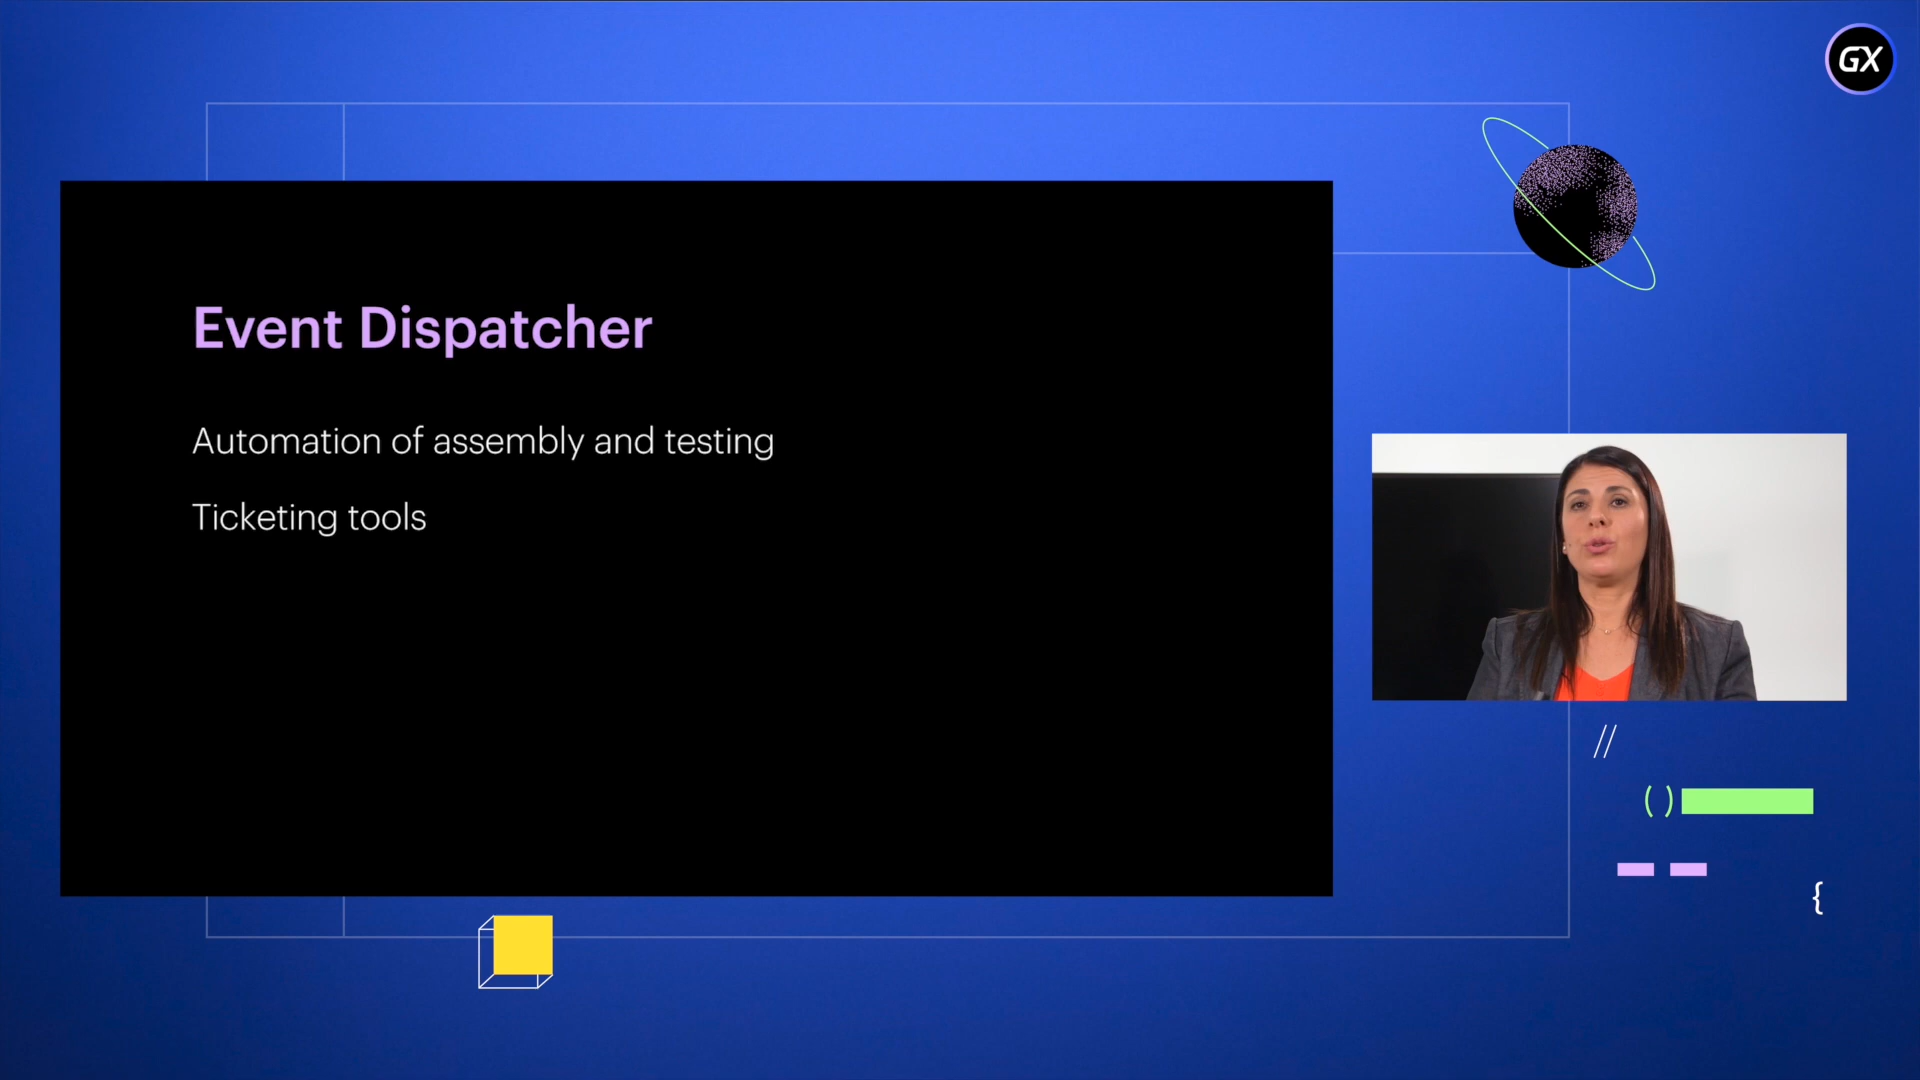 GX
Event Dispatcher
Automation of assembly and testing
Ticketing tools
//
( )
{